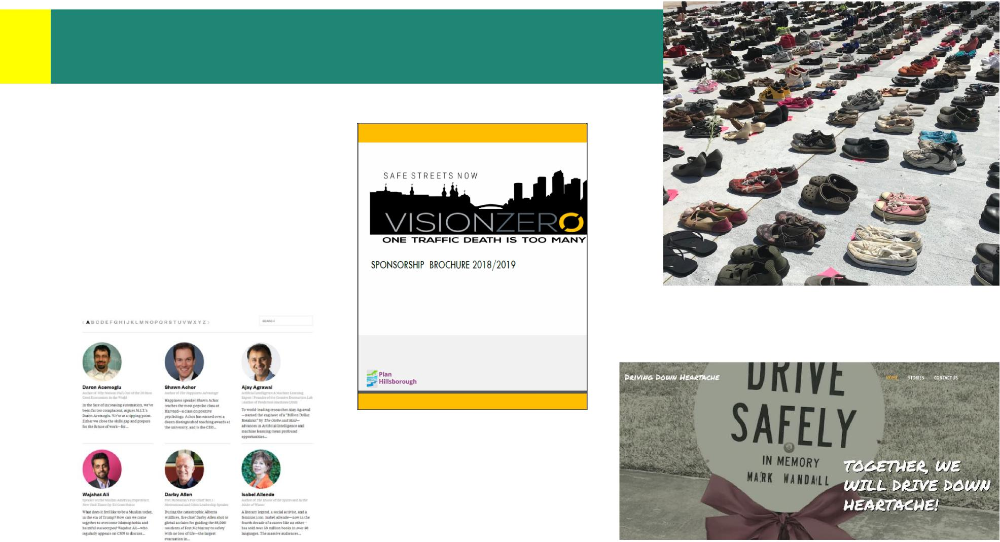 SAFE STREETS NOW
VISIONZERO
ONE TRAFFIC DEATH IS TOO MANY
SPONSORSHIP BROCHURE 2018/2019
Plan
Hillsborough
‹ A B C D E F G H I J K L M N O P Q R S T U V W X Y Z ›
SEARCH
Daron Acemoglu
Author of Why Nations Fail | One of the 20 Most
Cited Economists in the World
In the face of increasing automation, we've
been far too complacent, argues M.I.T.'s
Daron Acemoglu. We're at a tipping point.
Either we close the skills gap and prepare
for the future of work—for...
Shawn Achor
Author of The Happiness Advantage
Happiness speaker Shawn Achor
teaches the most popular class at
Harvard—a class on positive
psychology. Achor has earned over a
dozen distinguished teaching awards at
the university, and is the CEO...
Ajay Agrawal
Artificial Intelligence & Machine Learning
Expert | Founder of the Creative Destruction Lab
| Author of Prediction Machines (2018)
To world-leading researcher Ajay Agrawal
—named the engineer of a "Billion Dollar
Breakout" by The Globe and Mail—
advances in Artificial Intelligence and
machine learning mean profound
opportunities...
Wajahat Ali
Speaker on the Muslim-American Experience,
New York Times Op-Ed Contributor
What does it feel like to be a Muslim today,
in the era of Trump? How can we come
together to overcome Islamophobia and
harmful stereotypes? Wajahat Ali—who
regularly appears on CNN to discuss...
Darby Allen
Fort McMurray's Fire Chief (Ret.) |
Motivational and Crisis Leadership Speaker
During the catastrophic Alberta
wildfires, fire chief Darby Allen shot to
global acclaim for guiding the 88,000
residents of Fort McMurray to safety
with no loss of life—the largest
evacuation in...
Isabel Allende
Author of The House of the Spirits and In the
Midst of Winter
A literary legend, a social activist, and a
feminist icon, Isabel Allende—now in the
fourth decade of a career like no other—
has sold over 50 million books in over 30
languages. The massive audiences...
DRIVING DOWN HEARTACHE
HOME STORIES CONTACT US
DRIVE
SAFELY
IN MEMORY
MARK WANDALL
TOGETHER, WE
WILL DRIVE DOWN
HEARTACHE!